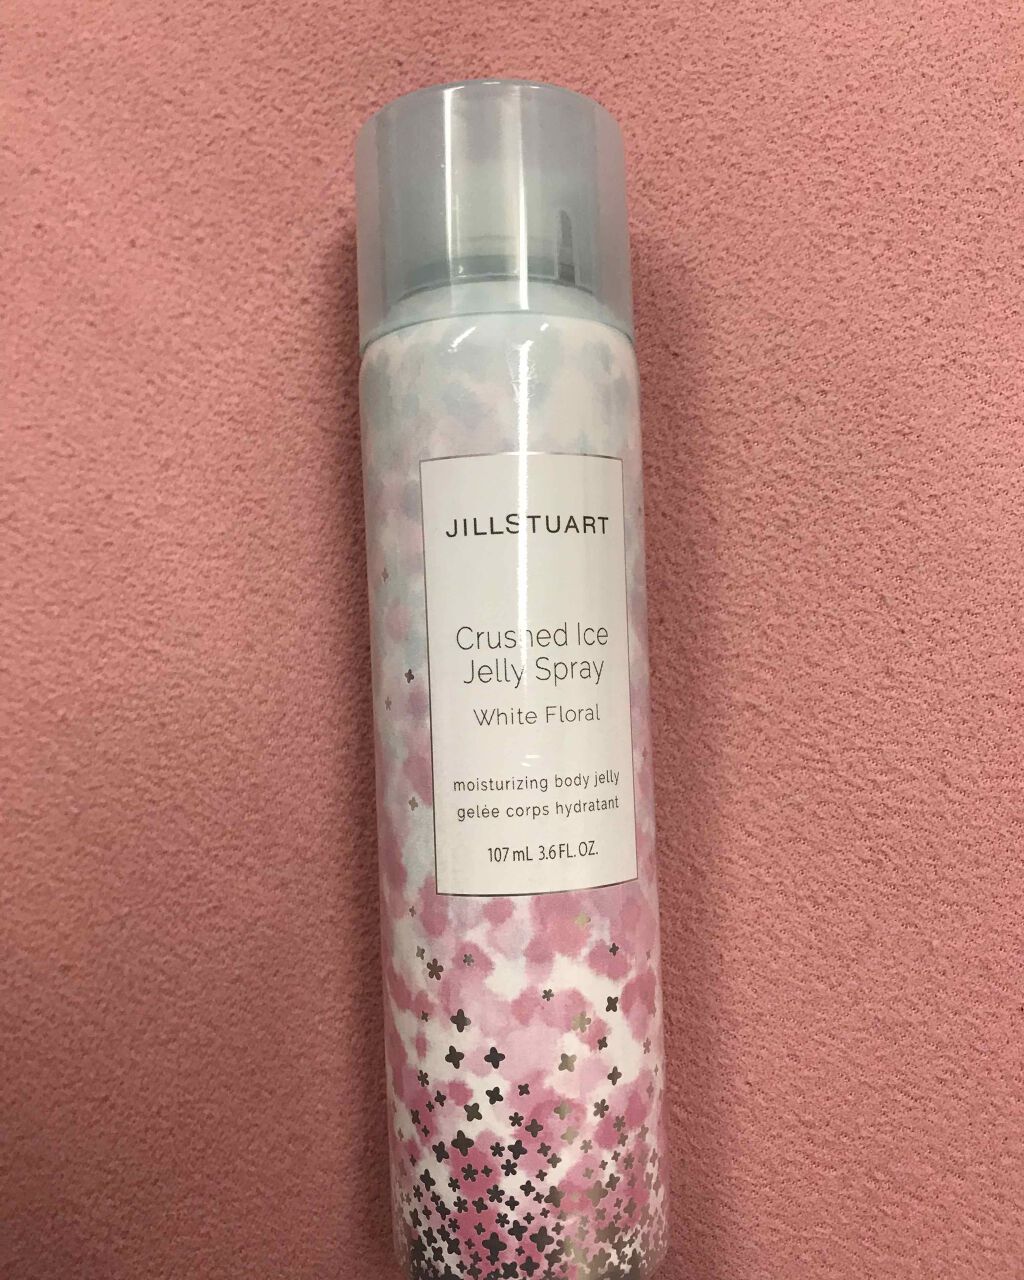 JILLSTUART
Crushed Ice
Jelly Spray
White Floral
moisturizing body jelly
gelée corps hydratant
107 mL 3.6 FL. OZ.